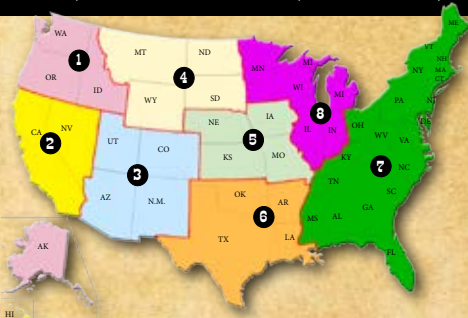 WA
1
OR
ID
MT
ND
4
WY
SD
MN
MI
WI
MI
8
IL
IN
ME
VT
NH
NY
MA
CT
PA
NJ
DE
OH
WV
VA
KY
7
NC
TN
SC
MS
AL
GA
FL
CA
NV
2
UT
CO
3
AZ
N.M.
NE
IA
5
KS
MO
OK
AR
6
TX
LA
AK
HI